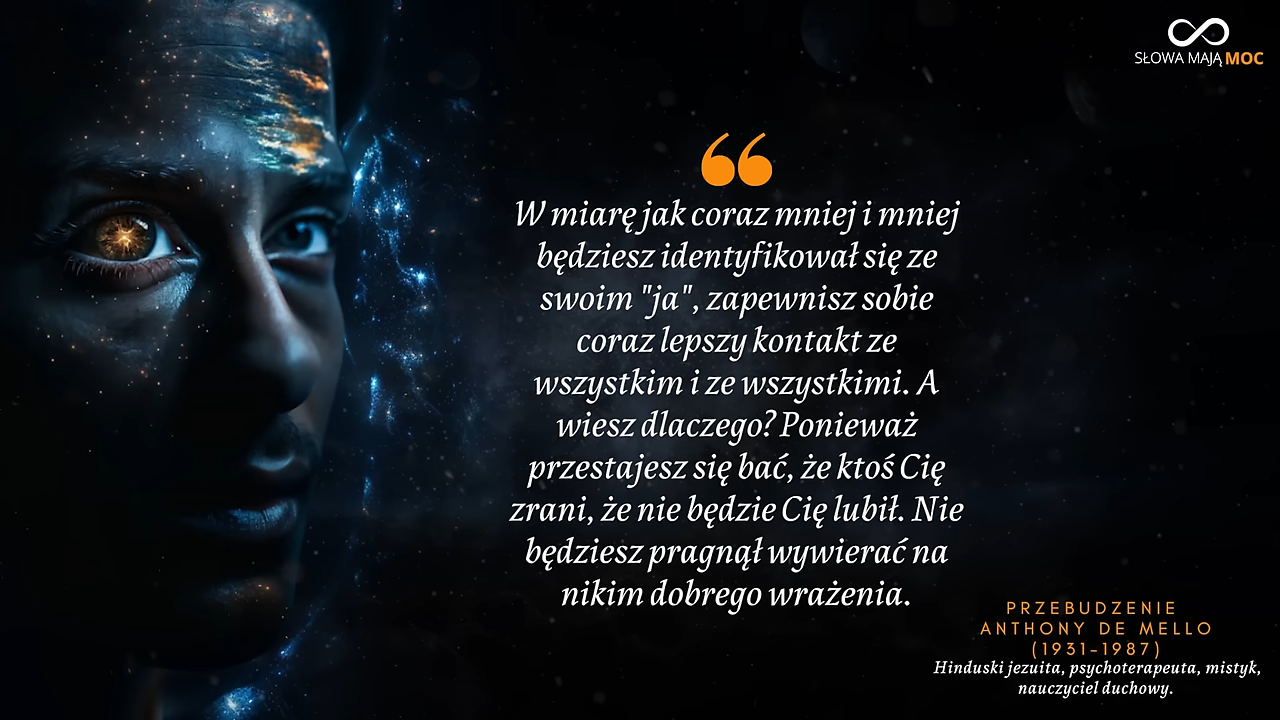 SŁOWA MAJĄ MOC
W miarę jak coraz mniej i mniej
będziesz identyfikował się ze
swoim "ja", zapewnisz sobie
coraz lepszy kontakt ze
wszystkim i ze wszystkimi. A
wiesz dlaczego? Ponieważ
przestajesz się bać, że ktoś Cię
zrani, że nie będzie Cię lubił. Nie
będziesz pragnął wywierać na
nikim dobrego wrażenia.
PRZEBUDZENIE
ANTHONY DE MELLO
(1931-1987)
Hinduski jezuita, psychoterapeuta, mistyk,
nauczyciel duchowy.